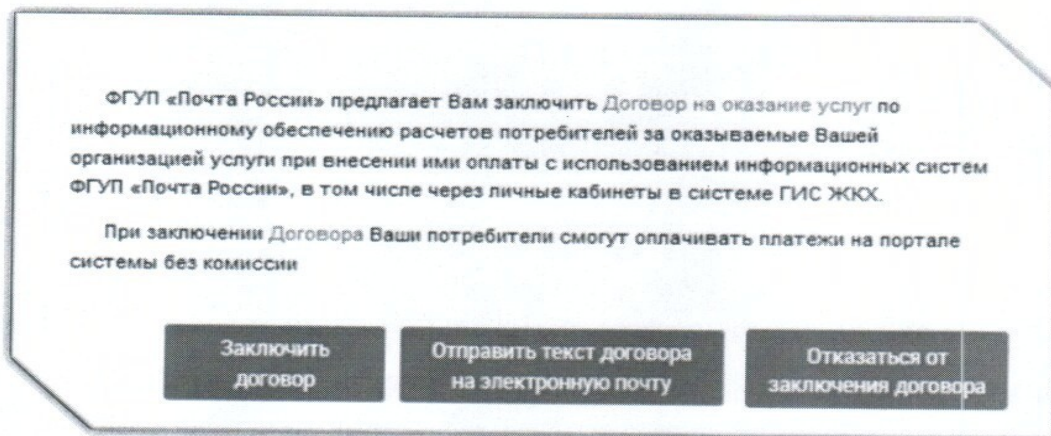 ФГУП «Почта России» предлагает Вам заключить Договор на оказание услуг по
информационному обеспечению расчетов потребителей за оказываемые Вашей
организацией услуги при внесении ими оплаты с использованием информационных систем
ФГУП «Почта России», в том числе через личные кабинеты в системе ГИС ЖКХ.
При заключении Договора Ваши потребители смогут оплачивать платежи на портале
системы без комиссии
Заключить
договор
Отправить текст договора
на электронную почту
Отказаться от
заключения договора